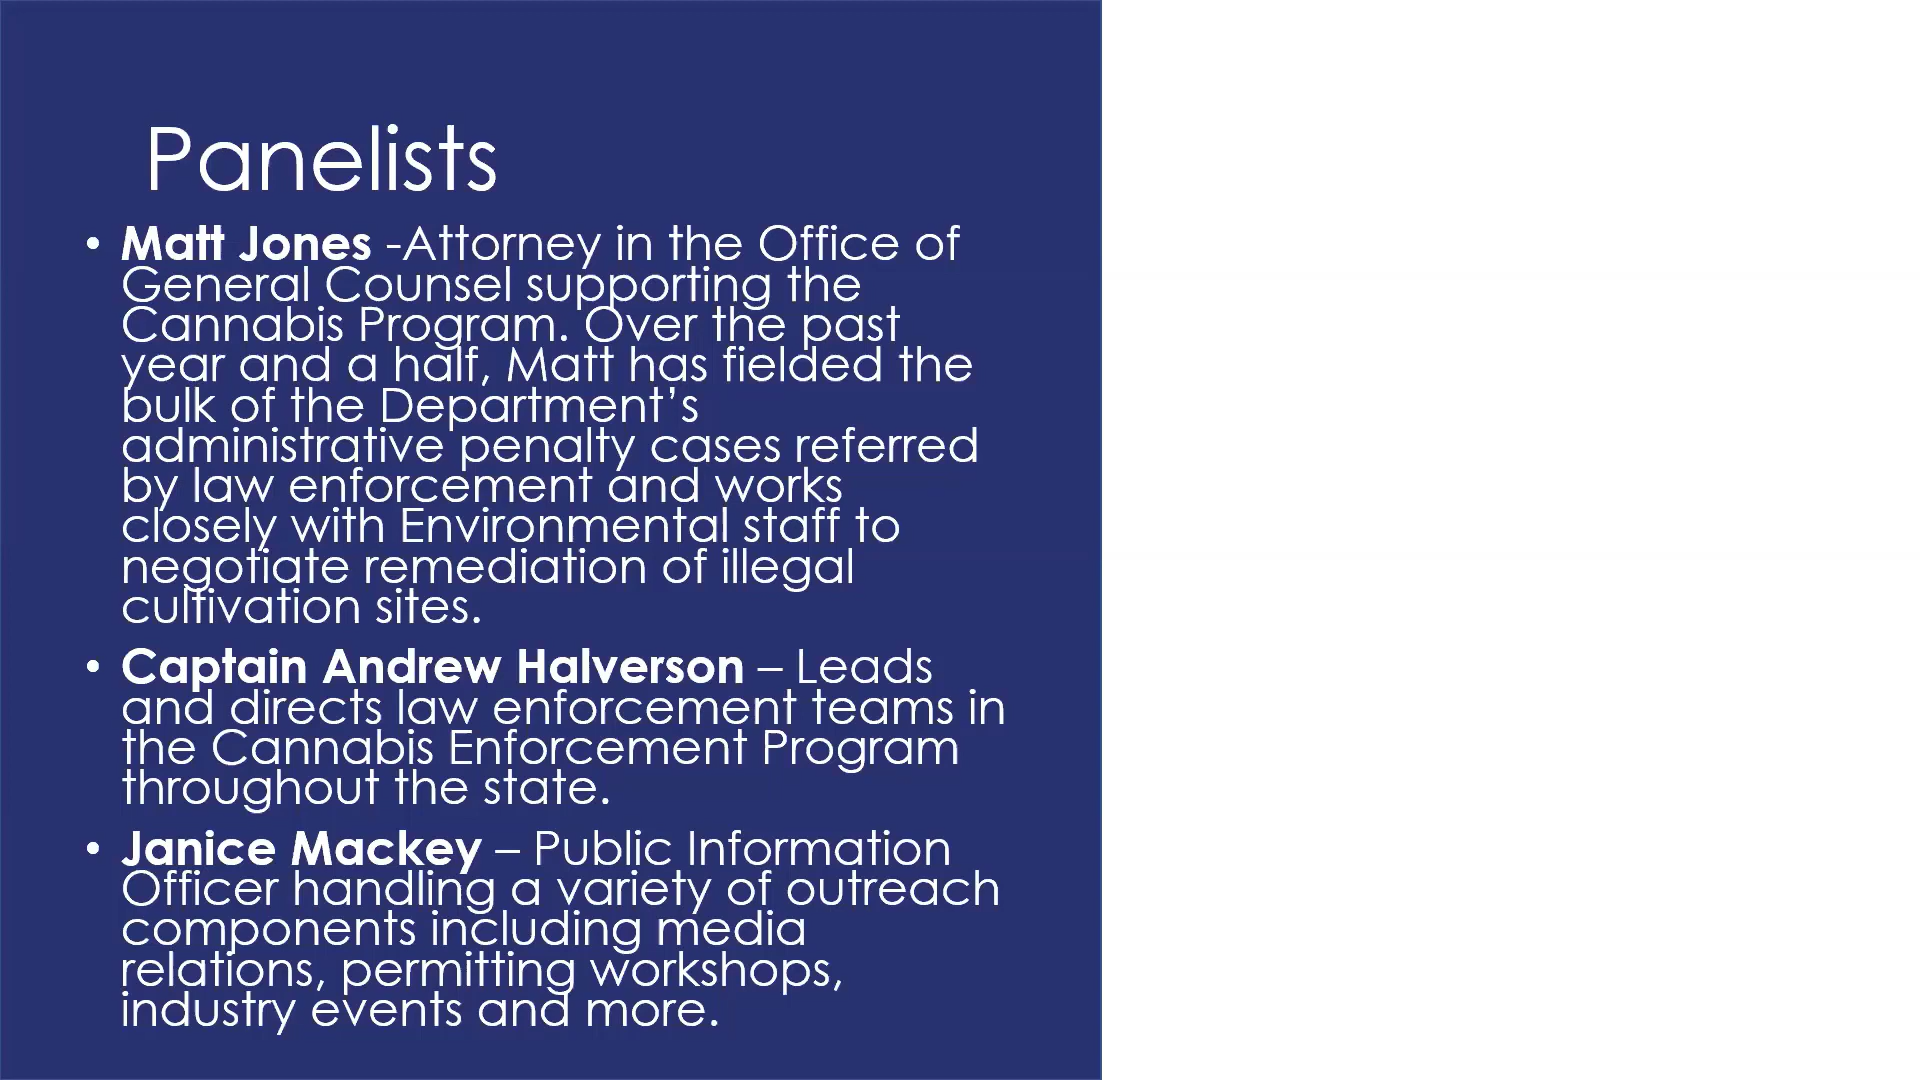 Panelists
• Matt Jones -Attorney in the Office of
General Counsel supporting the
Cannabis Program. Over the past
year and a half, Matt has fielded the
bulk of the Department’s
administrative penalty cases referred
by law enforcement and works
closely with Environmental staff to
negotiate remediation of illegal
cultivation sites.
• Captain Andrew Halverson – Leads
and directs law enforcement teams in
the Cannabis Enforcement Program
throughout the state.
• Janice Mackey – Public Information
Officer handling a variety of outreach
components including media
relations, permitting workshops,
industry events and more.